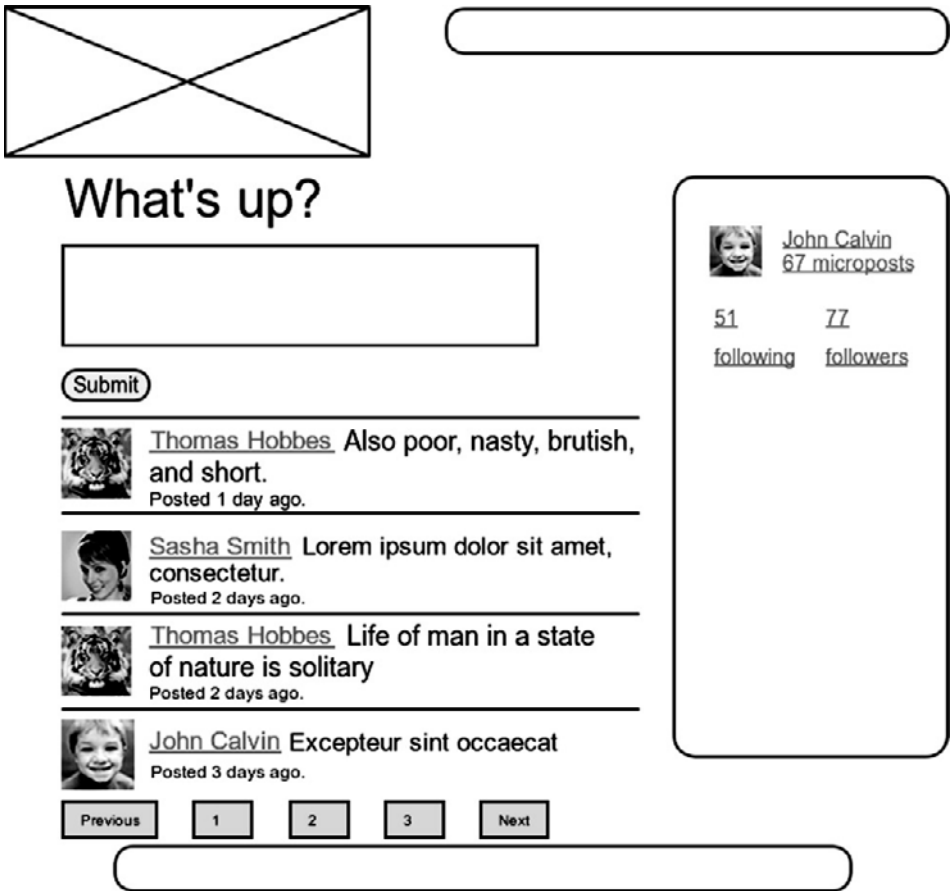 What's up?
Submit
Thomas Hobbes Also poor, nasty, brutish,
and short.
Posted 1 day ago.
Sasha Smith Lorem ipsum dolor sit amet,
consectetur.
Posted 2 days ago.
Thomas Hobbes Life of man in a state
of nature is solitary
Posted 2 days ago.
John Calvin Excepteur sint occaecat
Posted 3 days ago.
Previous 1 2 3 Next
John Calvin
67 microposts
51 77
following followers